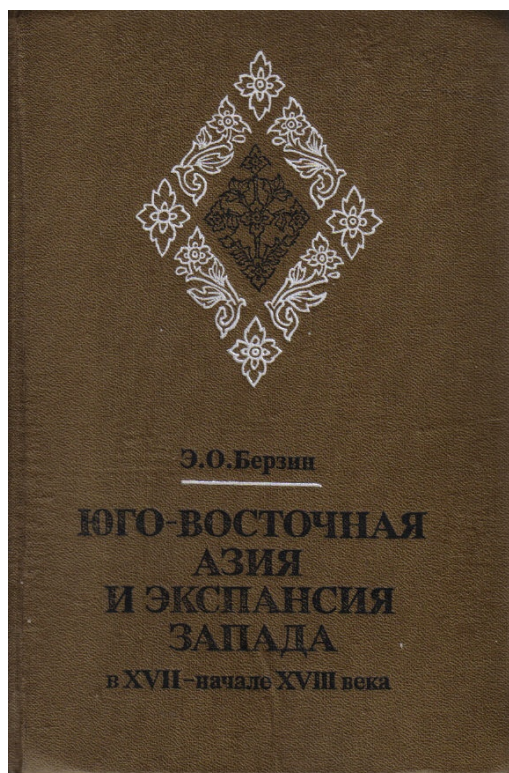 Э.О.Берзин
ЮГО-ВОСТОЧНАЯ
АЗИЯ
И ЭКСПАНСИЯ
ЗАПАДА
в XVII-начале XVIII века